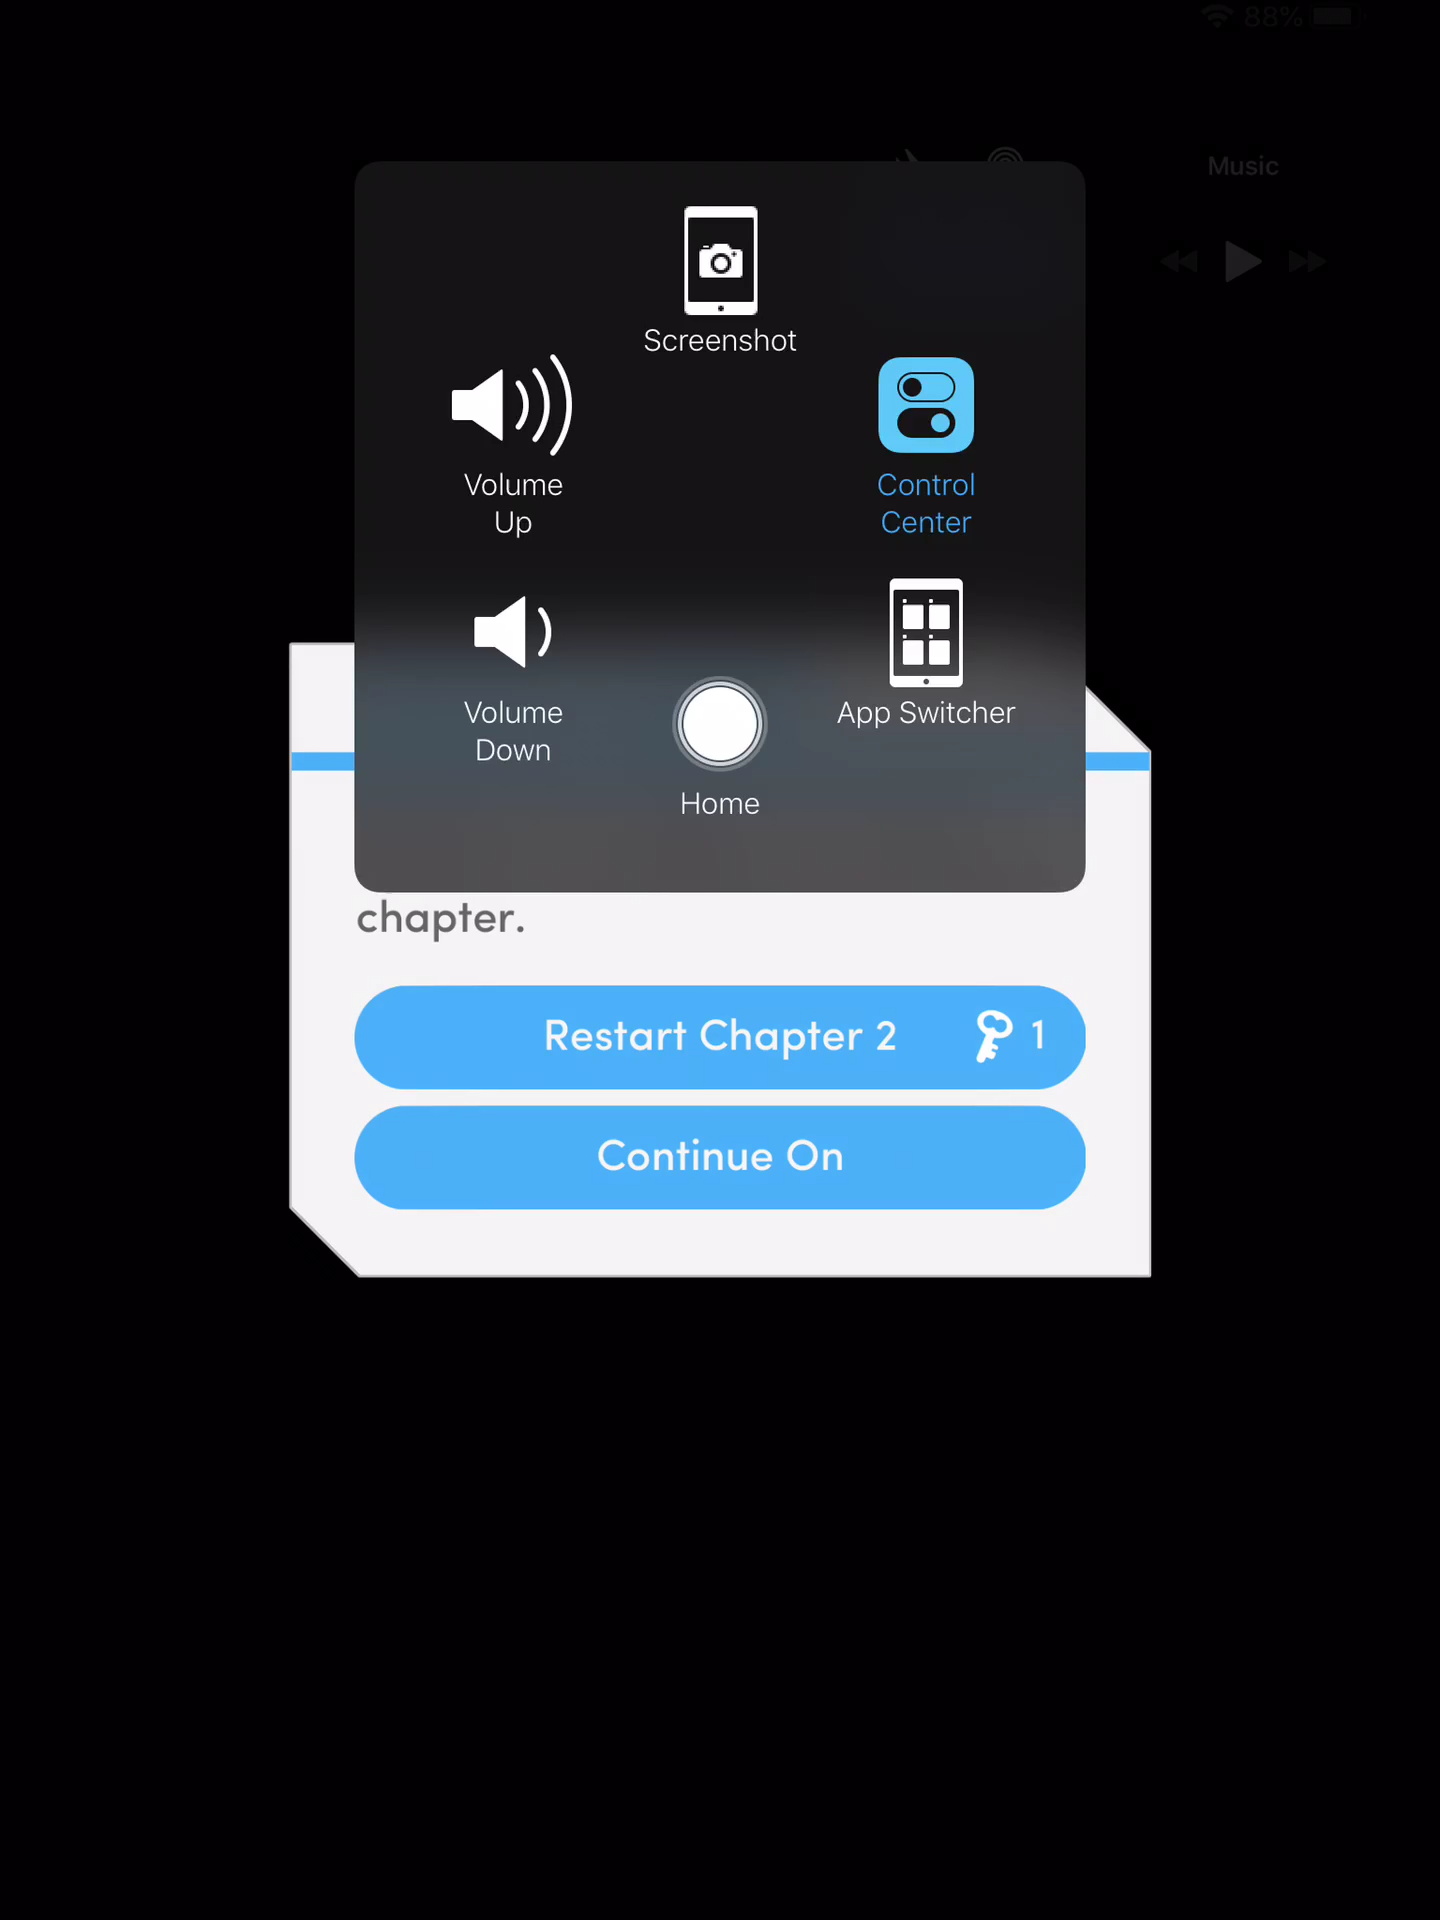 88%
Music
Screenshot
Volume
Up
Control
Center
Volume
Down
App Switcher
Home
chapter.
Restart Chapter 2 1
Continue On